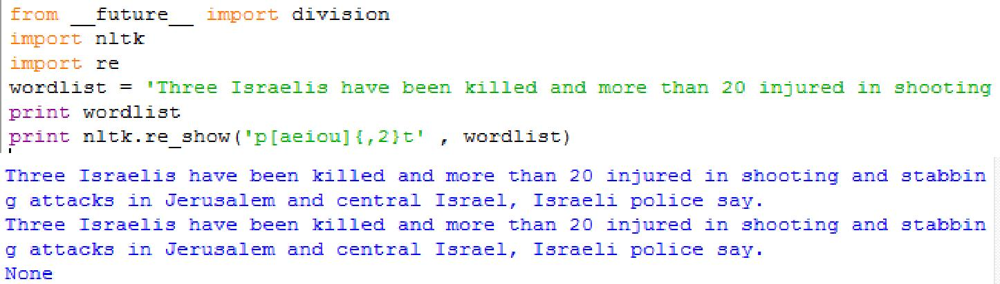 from __future__ import division
import nltk
import re
wordlist = 'Three Israelis have been killed and more than 20 injured in shooting
print wordlist
print nltk.re_show('p[aeiou]{,2}t' , wordlist)
Three Israelis have been killed and more than 20 injured in shooting and stabbin
g attacks in Jerusalem and central Israel, Israeli police say.
Three Israelis have been killed and more than 20 injured in shooting and stabbin
g attacks in Jerusalem and central Israel, Israeli police say.
None